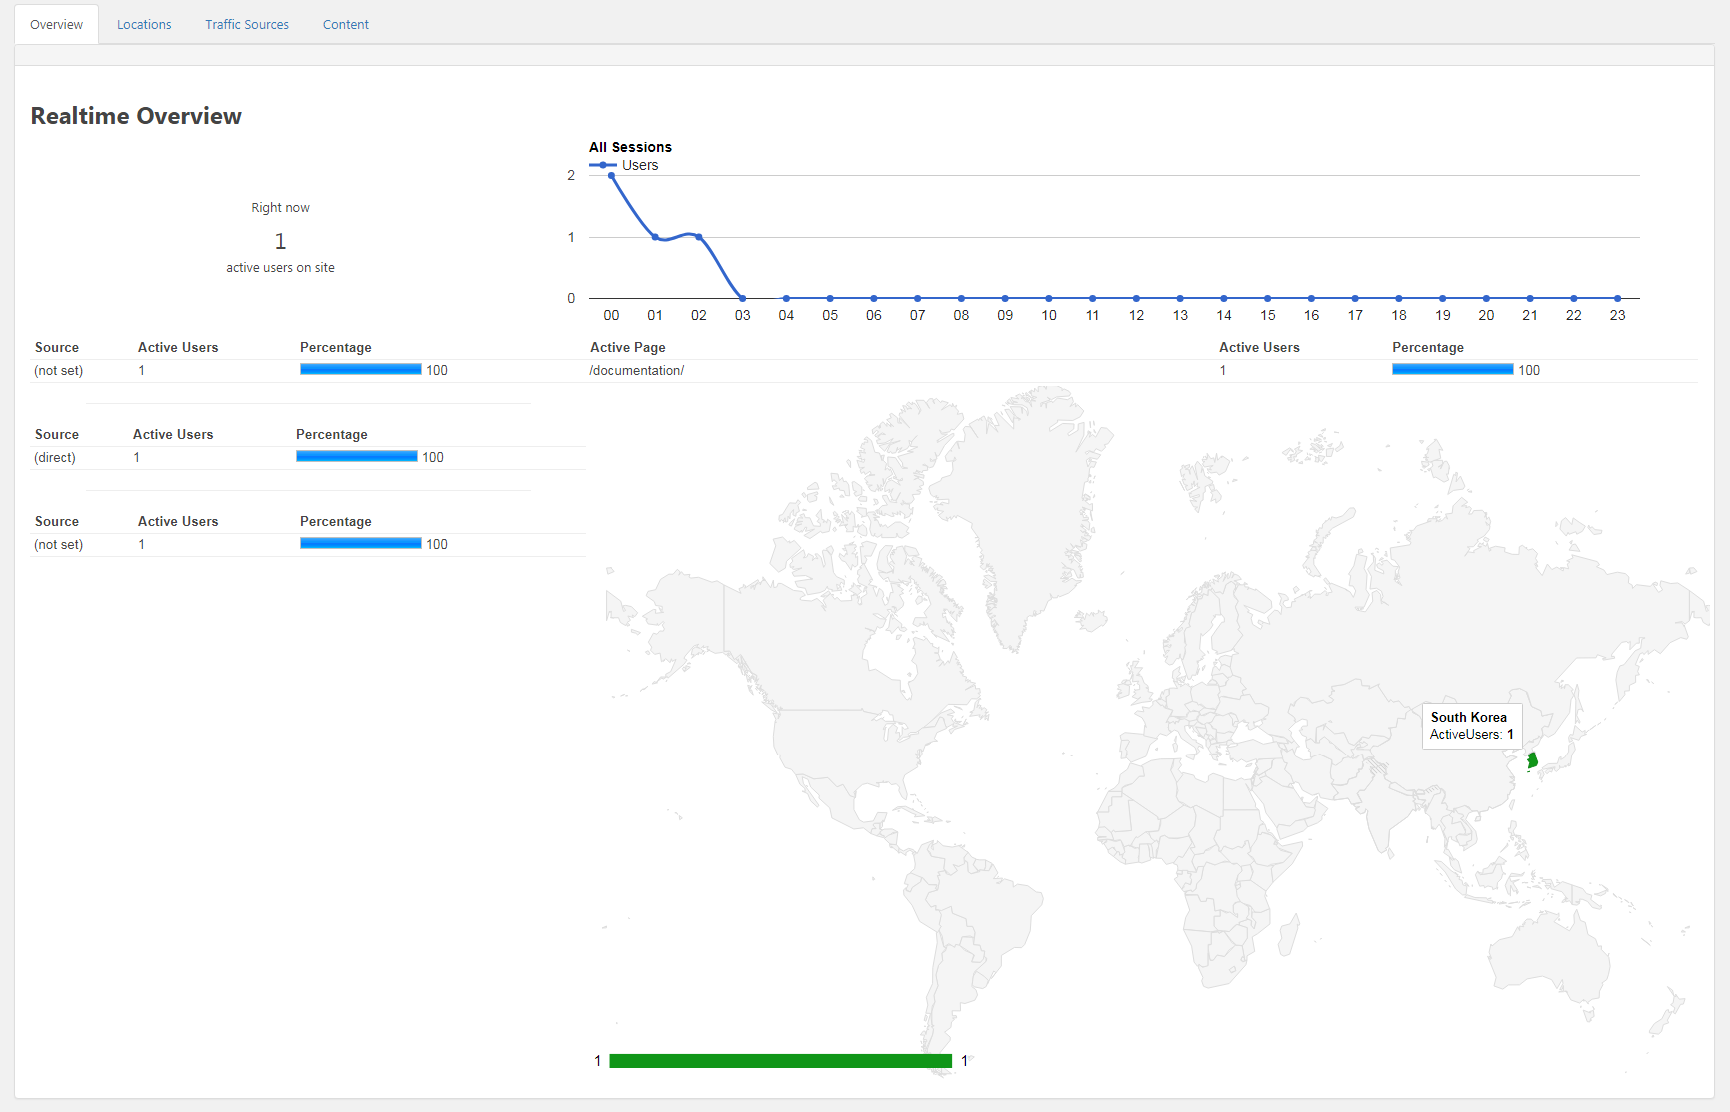 Overview Locations Traffic Sources Content
Realtime Overview
Right now
1
active users on site
All Sessions
Users
2
1
0
00 01 02 03 04 05 06 07 08 09 10 11 12 13 14 15 16 17 18 19 20 21 22 23
Source Active Users Percentage
(not set) 1 100
Active Page Active Users Percentage
/documentation/ 1 100
Source Active Users Percentage
(direct) 1 100
Source Active Users Percentage
(not set) 1 100
South Korea
ActiveUsers: 1
1 1